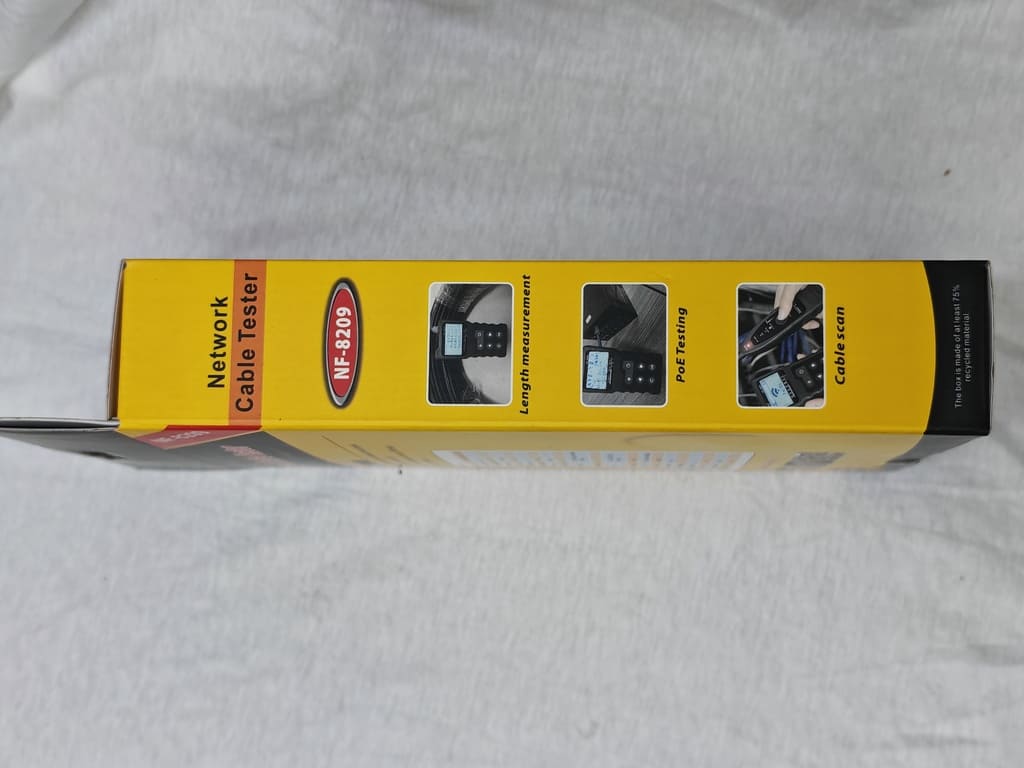 Network
Cable Tester
NF-8209
Length measurement
PoE Testing
Cable scan
The box is made of at least 75%
recycled material